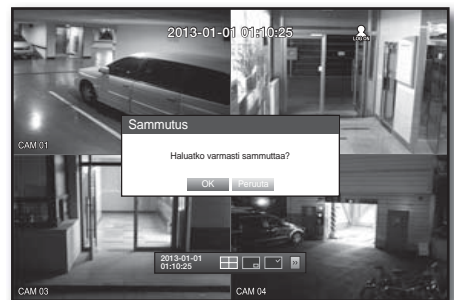 2013-01-01 01:10:25
LOG ON
CAM 01
Sammutus
Haluatko varmasti sammuttaa?
OK Peruuta
2013-01-01
01:10:25
CAM 03
CAM 04